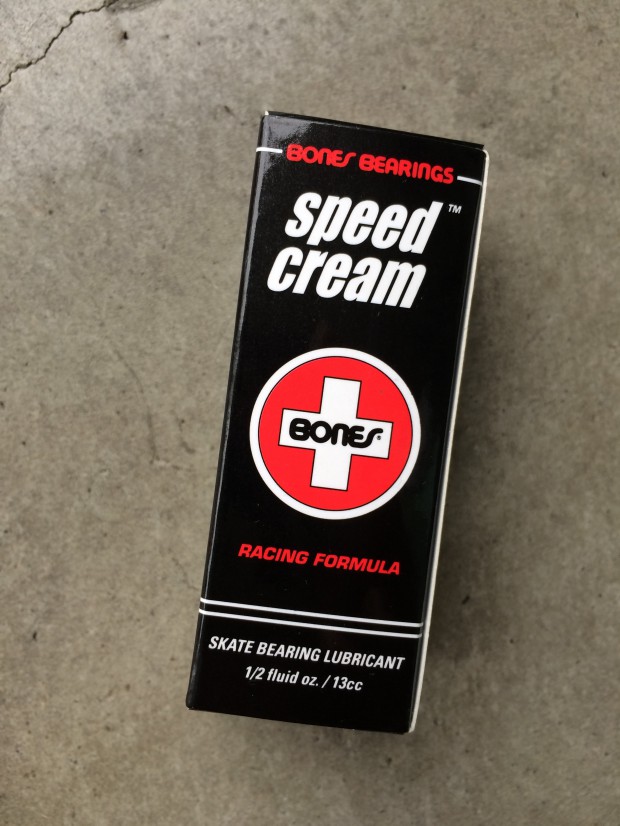 BONES BEARINGS
speed™
cream
BONES®
RACING FORMULA
SKATE BEARING LUBRICANT
1/2 fluid oz. / 13cc